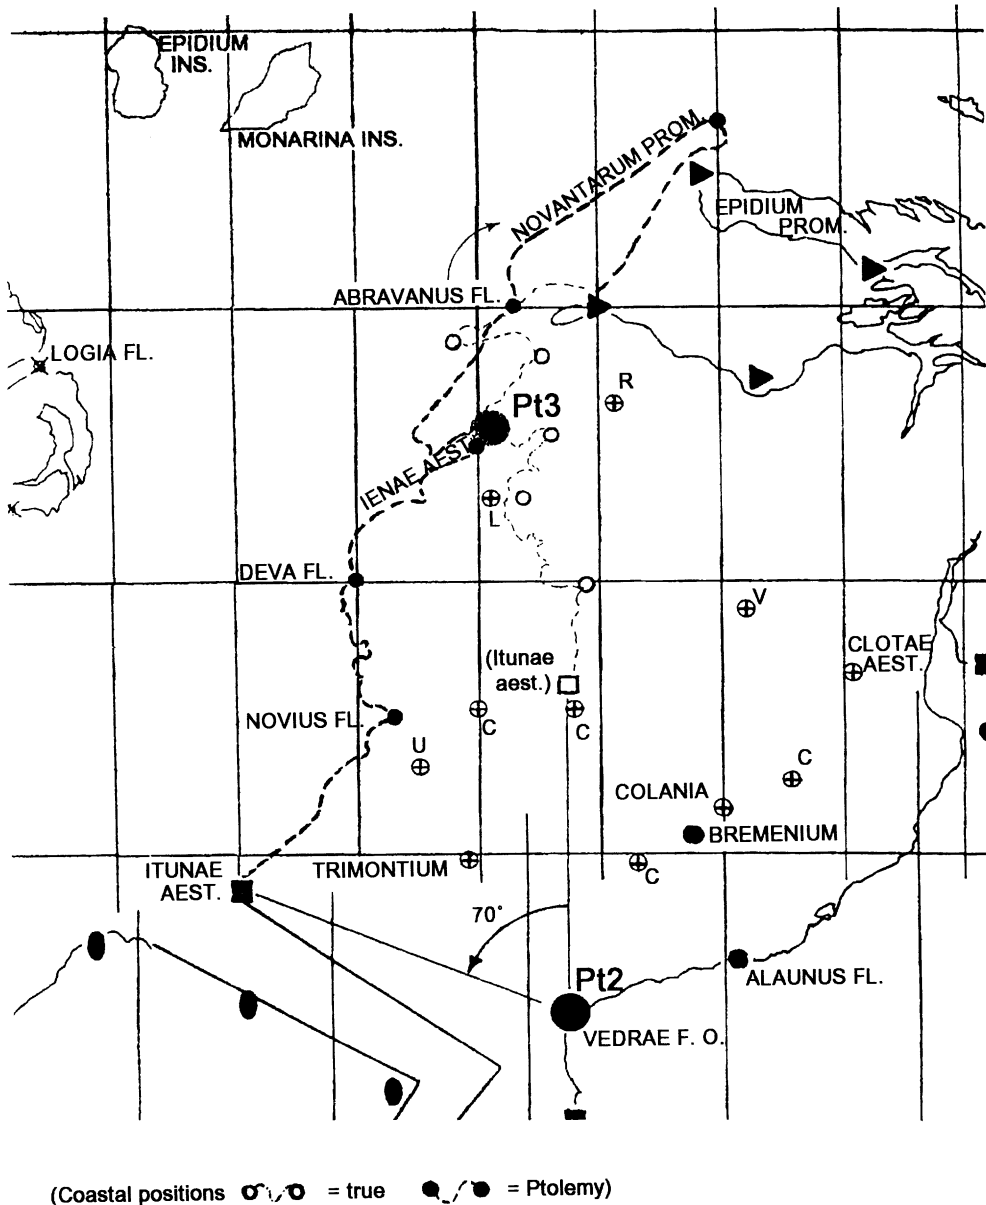 EPIDIUM
INS.
MONARINA INS.
NOVANTARUM PROM.
EPIDIUM
PROM.
ABRAVANUS FL.
LOGIA FL.
R
Pt3
IENAE AEST.
L
DEVA FL.
V
(Itunae
aest.)
CLOTAE
AEST.
NOVIUS FL.
C
C
U
C
COLANIA
BREMENIUM
ITUNAE
AEST.
TRIMONTIUM
C
70°
Pt2
ALAUNUS FL.
VEDRAE F. O.
(Coastal positions = true = Ptolemy)